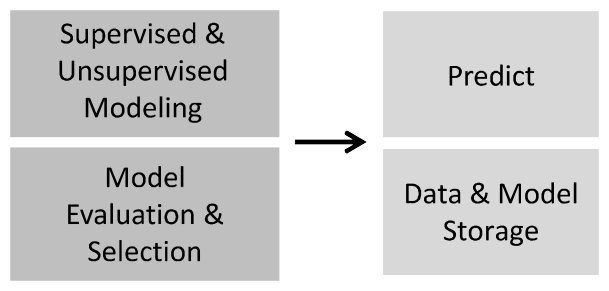 Supervised &
Unsupervised
Modeling
Model
Evaluation &
Selection
Predict
Data & Model
Storage